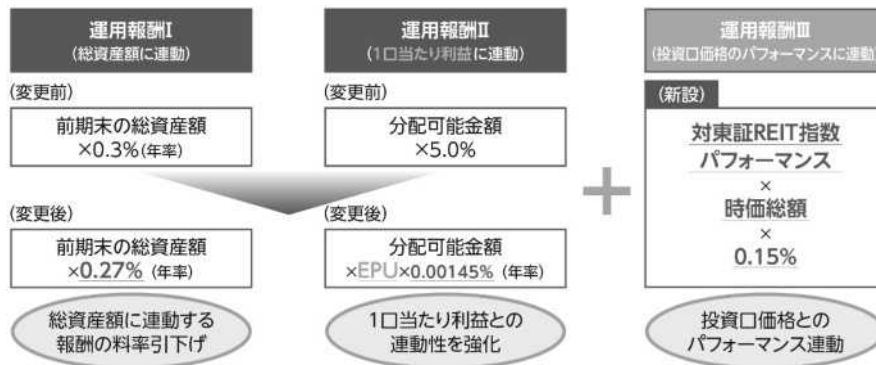 運用報酬Ⅰ
(総資産額に連動)
(変更前)
前期末の総資産額
×0.3%(年率)
(変更後)
前期末の総資産額
×0.27% (年率)
総資産額に連動する
報酬の料率引下げ
運用報酬Ⅱ
(1口当たり利益に連動)
(変更前)
分配可能金額
×5.0%
(変更後)
分配可能金額
×EPU×0.00145% (年率)
1口当たり利益との
連動性を強化
+
運用報酬Ⅲ
(投資口価格のパフォーマンスに連動)
(新設)
対東証REIT指数
パフォーマンス
×
時価総額
×
0.15%
投資口価格との
パフォーマンス連動